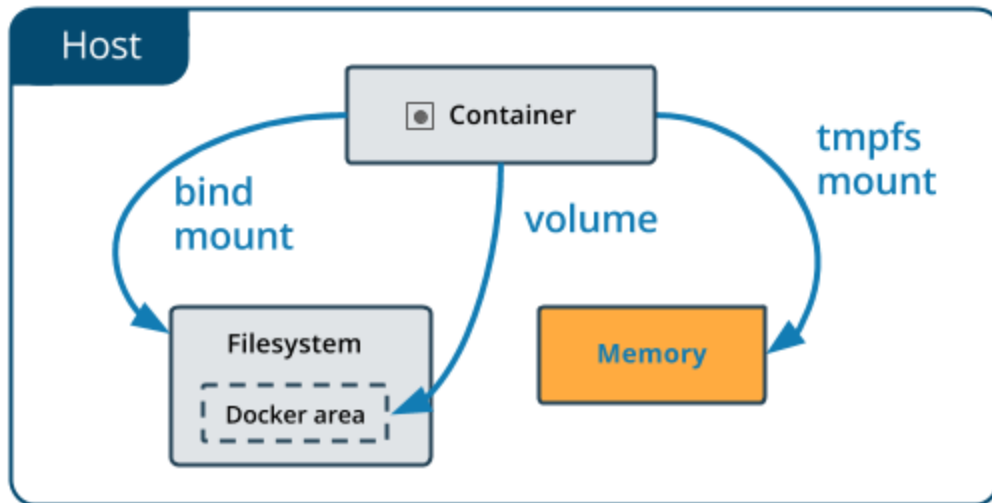 Host
Container
bind
mount
volume
tmpfs
mount
Filesystem
Docker area
Memory